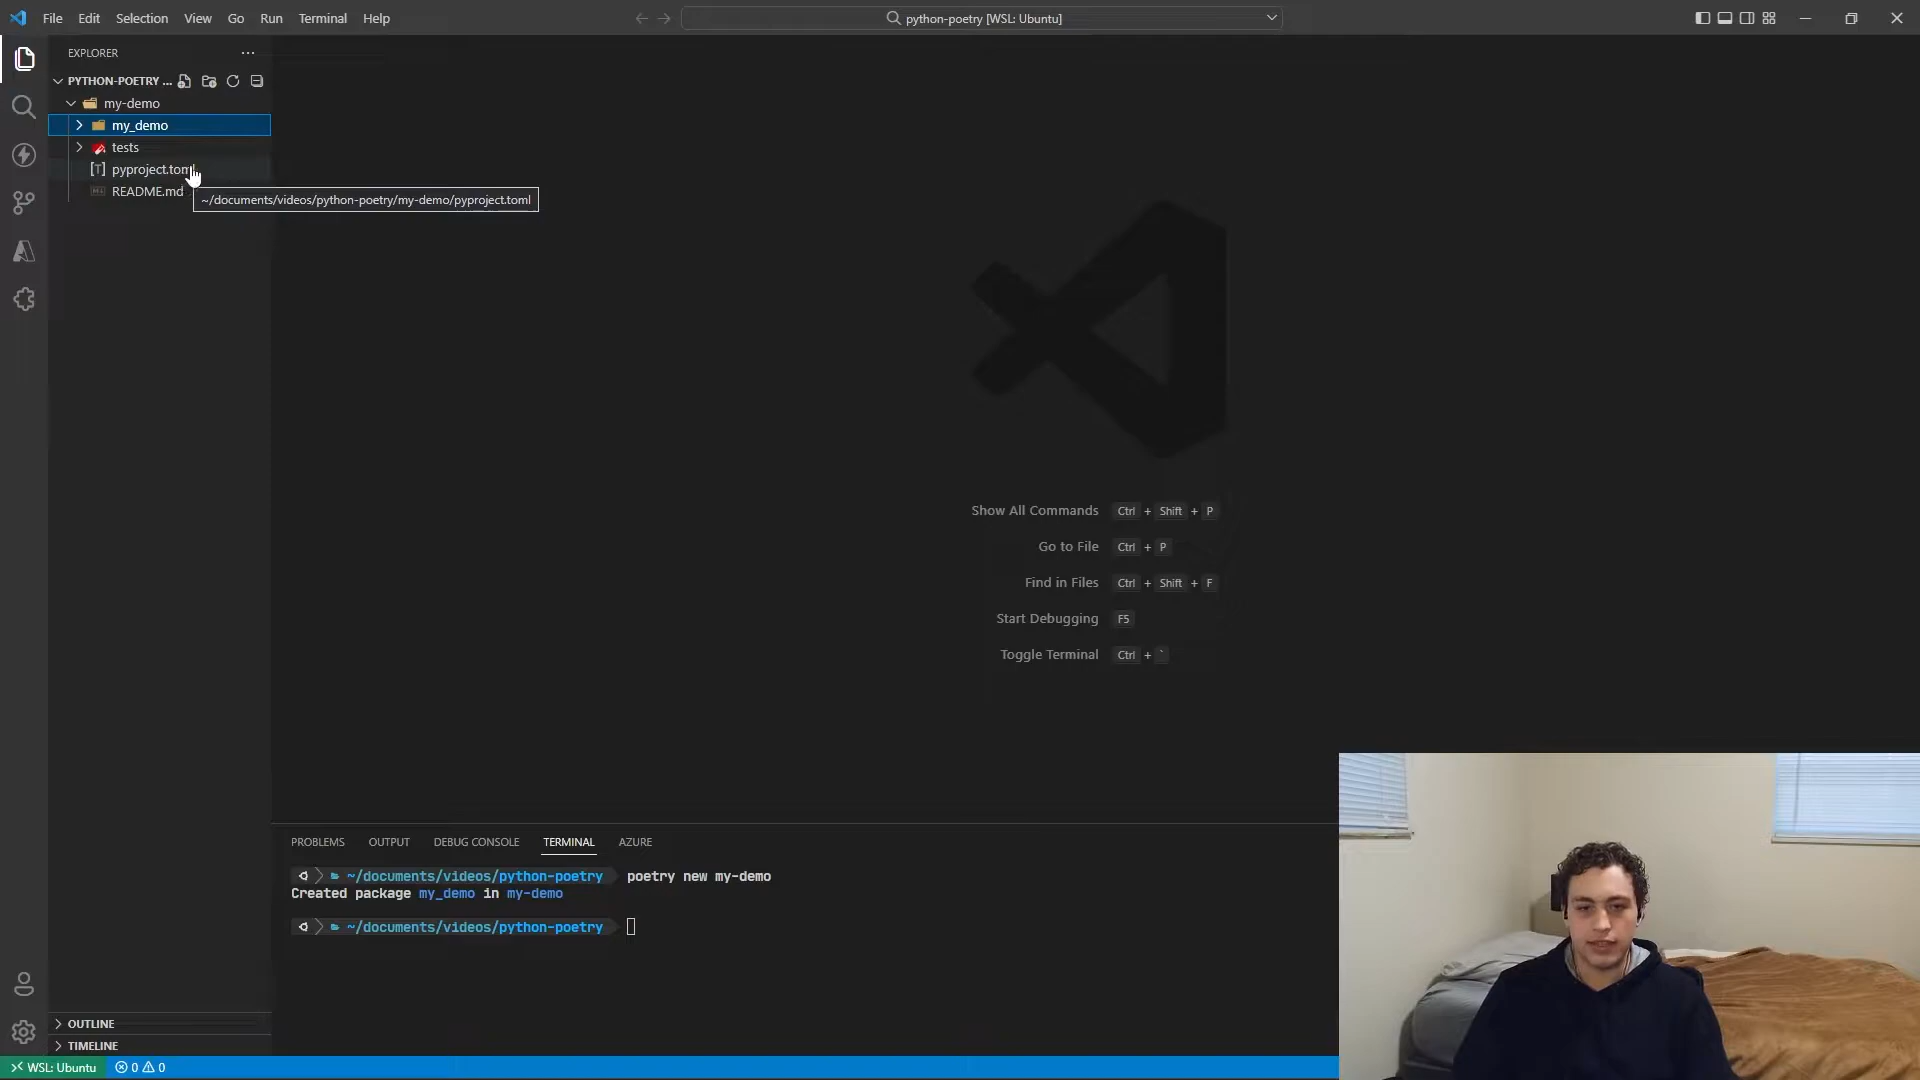 File Edit Selection View Go Run Terminal Help
python-poetry [WSL: Ubuntu]
EXPLORER
PYTHON-POETRY ...
my-demo
my_demo
tests
pyproject.toml
README.md
~/documents/videos/python-poetry/my-demo/pyproject.toml
Show All Commands Ctrl + Shift + P
Go to File Ctrl + P
Find in Files Ctrl + Shift + F
Start Debugging F5
Toggle Terminal Ctrl + `
PROBLEMS OUTPUT DEBUG CONSOLE TERMINAL AZURE
~/documents/videos/python-poetry poetry new my-demo
Created package my_demo in my-demo
~/documents/videos/python-poetry
OUTLINE
TIMELINE
WSL: Ubuntu 0 0